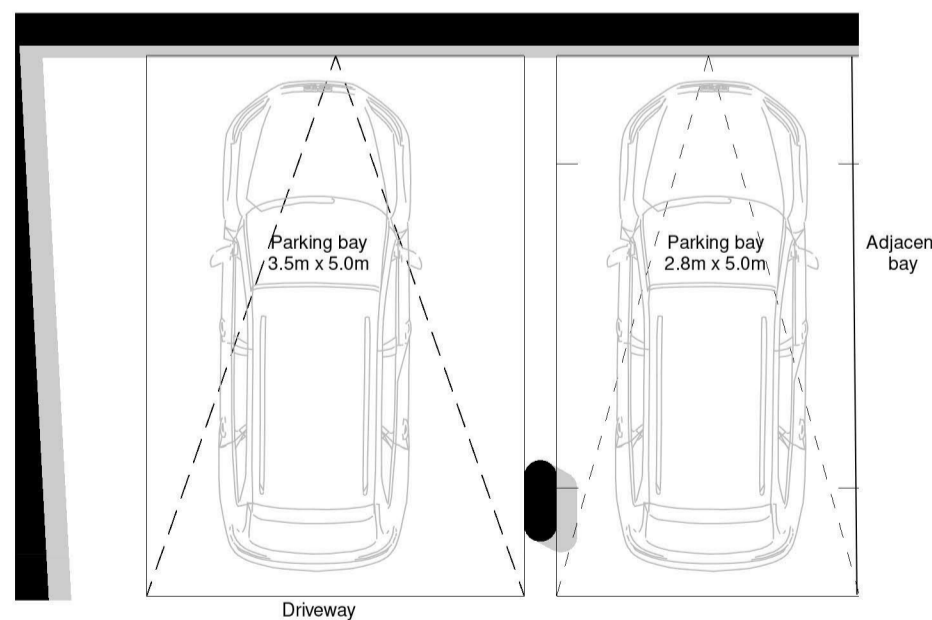 Parking bay
3.5m x 5.0m
Parking bay
2.8m x 5.0m
Adjacen
bay
Driveway